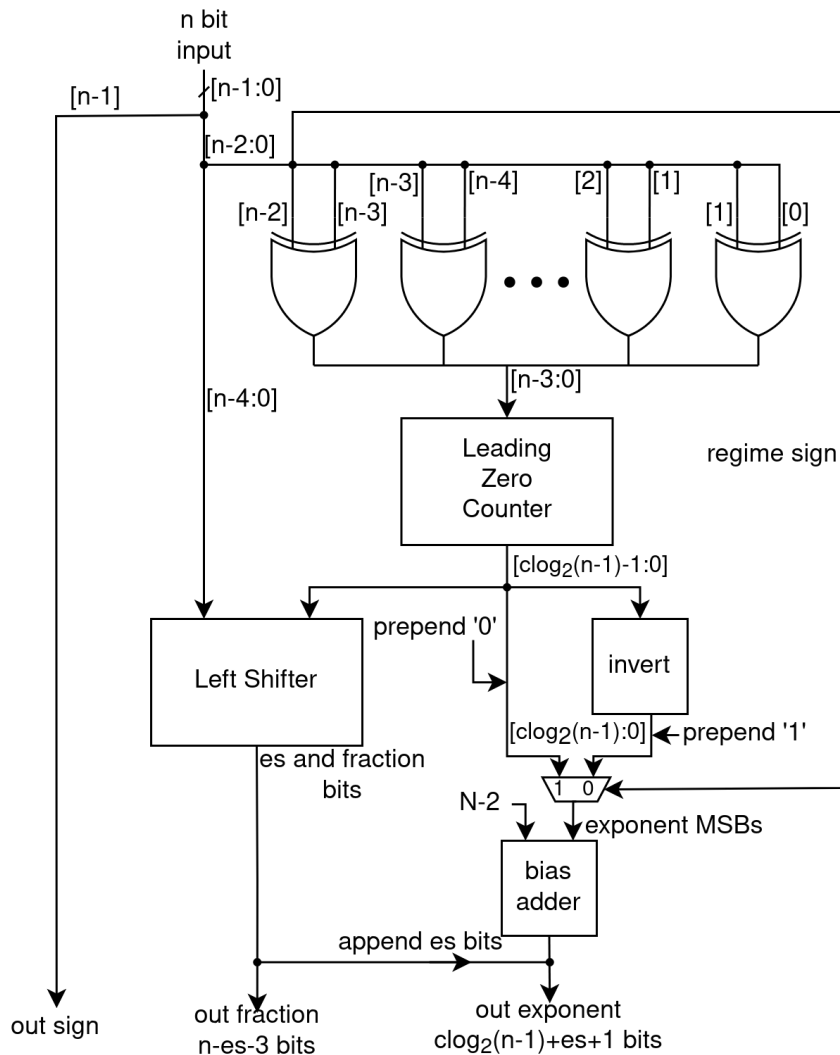 n bit
input
[n-1]
[n-1:0]
[n-2:0]
[n-3]
[n-4]
[2]
[1]
[n-2]
[n-3]
[1]
[0]
[n-3:0]
[n-4:0]
Leading
Zero
Counter
regime sign
[clog₂(n-1)-1:0]
prepend '0'
invert
Left Shifter
[clog₂(n-1):0]
prepend '1'
es and fraction
bits
1 0
N-2
exponent MSBs
bias
adder
append es bits
out sign
out fraction
n-es-3 bits
out exponent
clog₂(n-1)+es+1 bits